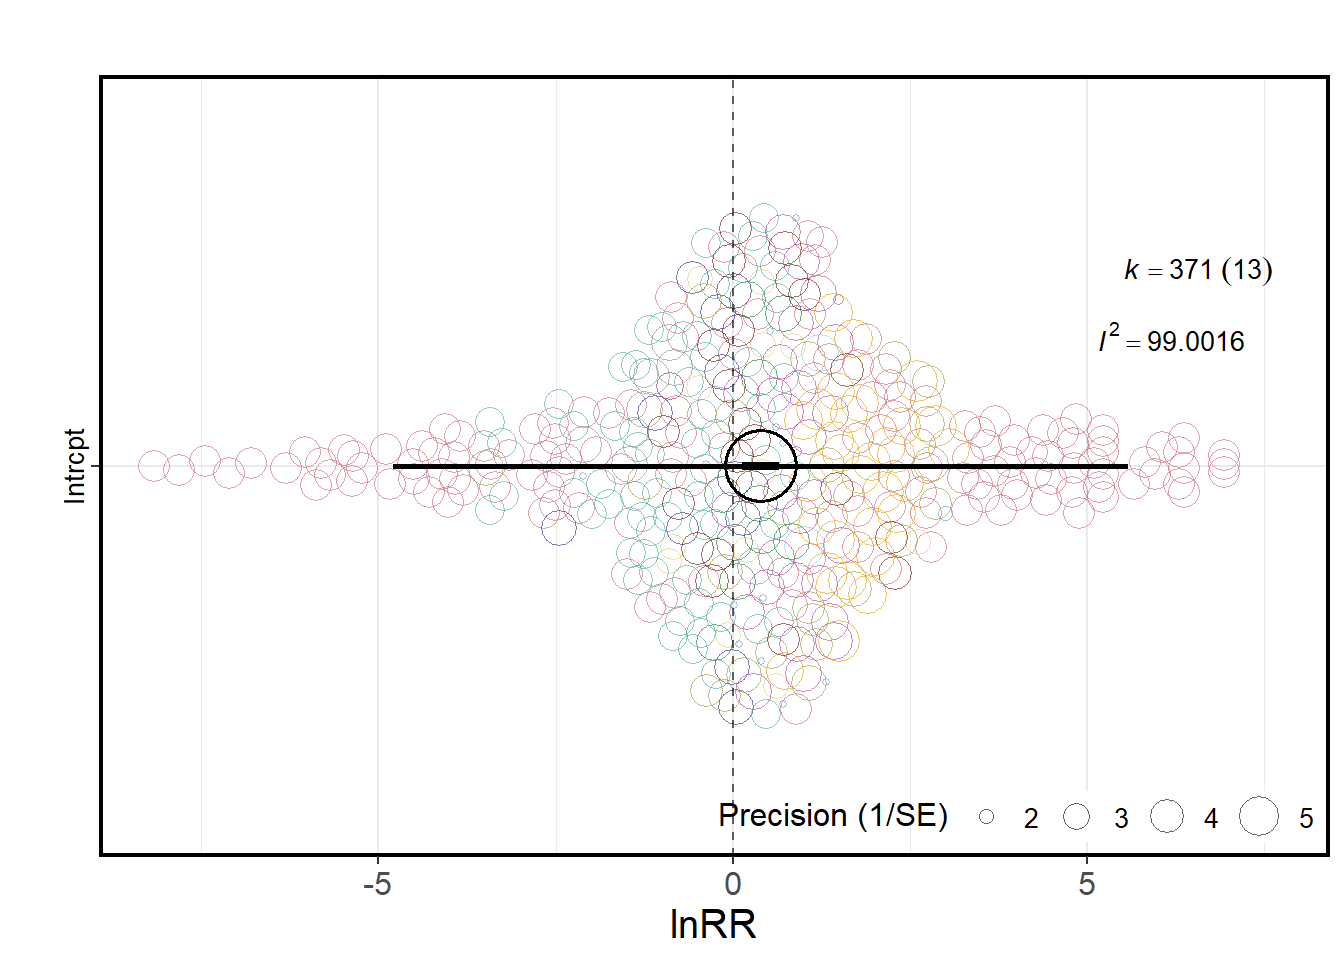 k = 371 (13)
I² = 99.0016
Intrcpt
Precision (1/SE) 2 3 4 5
-5 0 5
lnRR